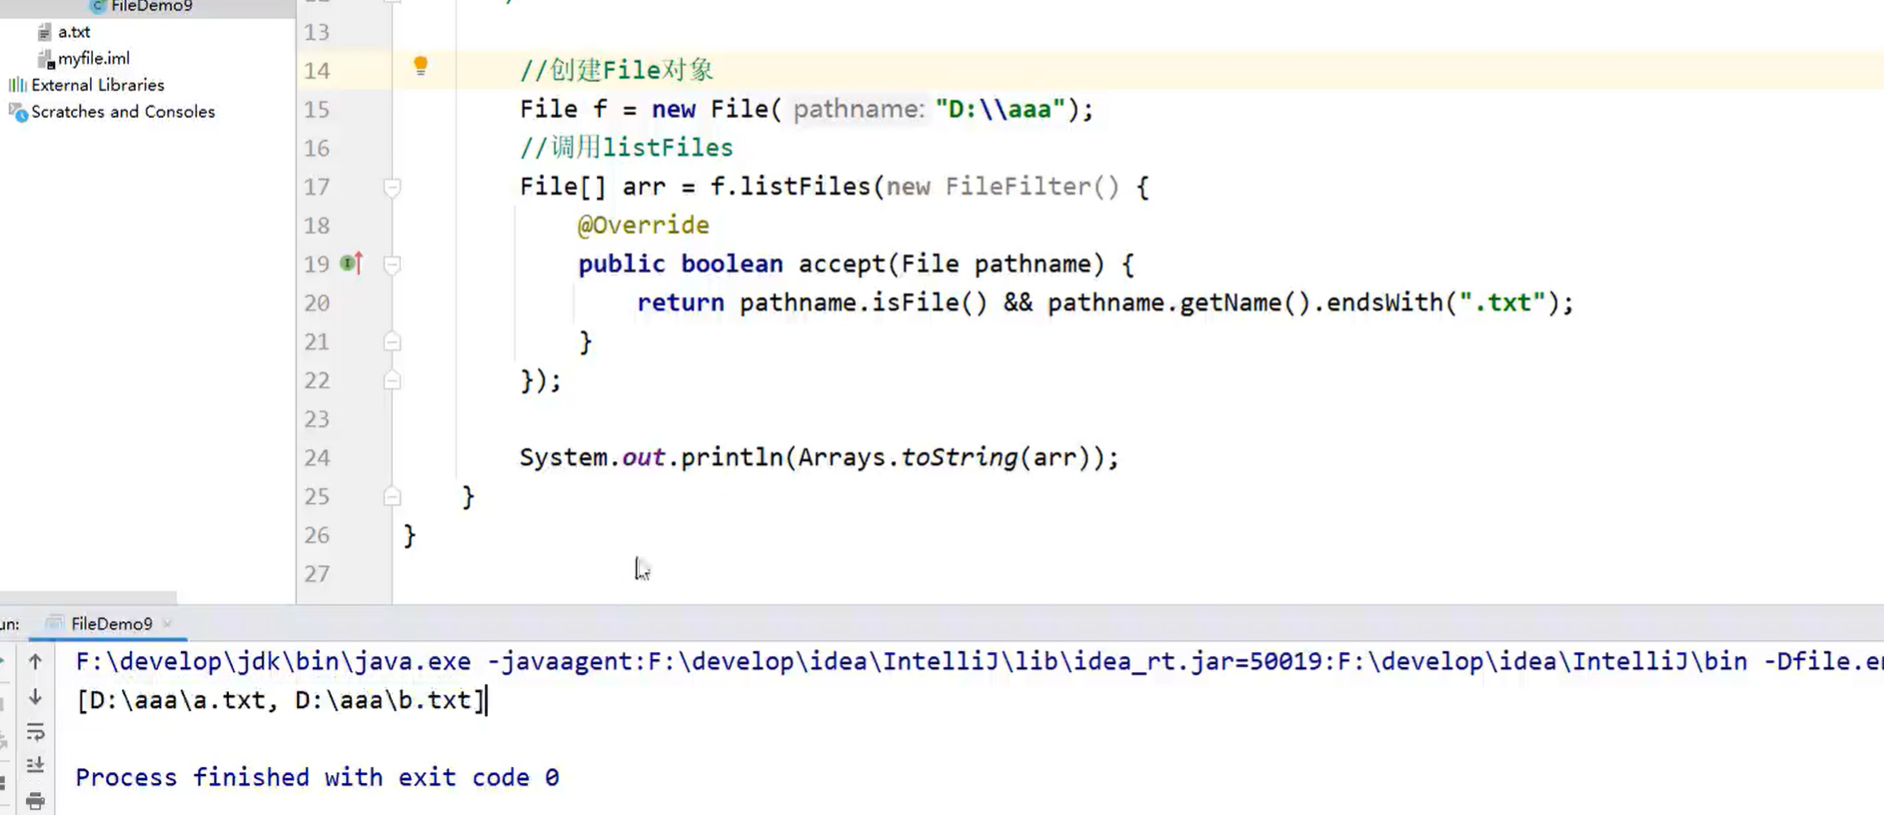 FileDemo9
a.txt
myfile.iml
External Libraries
Scratches and Consoles
13
14 //创建File对象
15 File f = new File( pathname: "D:\\aaa");
16 //调用listFiles
17 File[] arr = f.listFiles(new FileFilter() {
18 @Override
19 public boolean accept(File pathname) {
20 return pathname.isFile() && pathname.getName().endsWith(".txt");
21 }
22 });
23
24 System.out.println(Arrays.toString(arr));
25 }
26 }
27
un: FileDemo9
F:\develop\jdk\bin\java.exe -javaagent:F:\develop\idea\IntelliJ\lib\idea_rt.jar=50019:F:\develop\idea\IntelliJ\bin -Dfile.e
[D:\aaa\a.txt, D:\aaa\b.txt]
Process finished with exit code 0